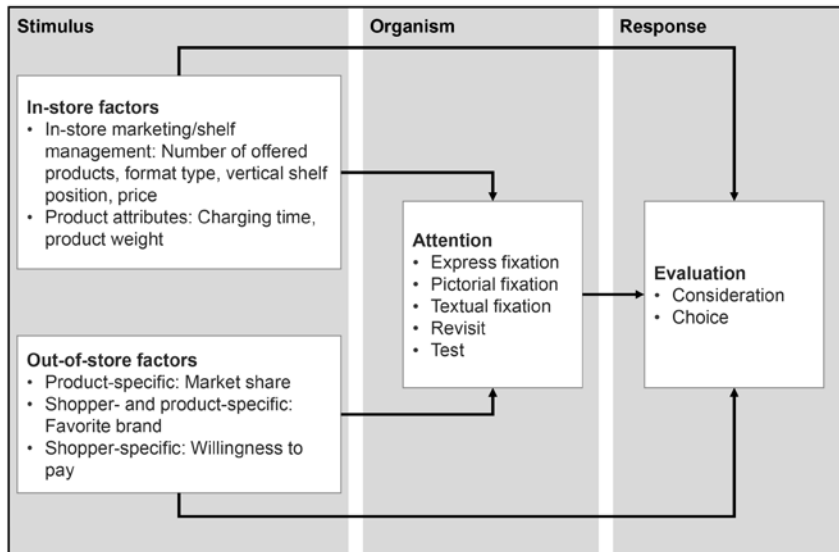 Stimulus
In-store factors
• In-store marketing/shelf
management: Number of offered
products, format type, vertical shelf
position, price
• Product attributes: Charging time,
product weight
Out-of-store factors
• Product-specific: Market share
• Shopper- and product-specific:
Favorite brand
• Shopper-specific: Willingness to
pay
Organism
Attention
• Express fixation
• Pictorial fixation
• Textual fixation
• Revisit
• Test
Response
Evaluation
• Consideration
• Choice